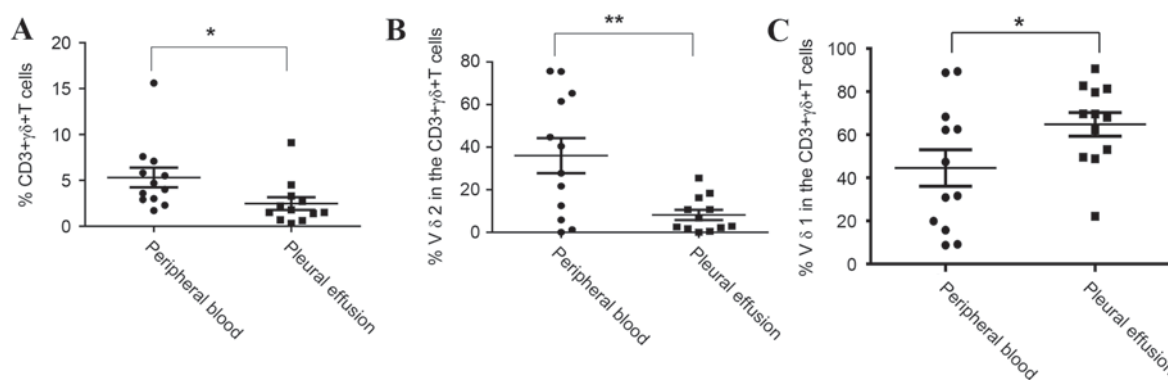 A
% CD3+γδ+T cells
20
15
10
5
0
*
Peripheral blood
Pleural effusion
B
% V δ 2 in the CD3+γδ+T cells
80
60
40
20
0
**
Peripheral blood
Pleural effusion
C
% V δ 1 in the CD3+γδ+T cells
100
80
60
40
20
0
*
Peripheral blood
Pleural effusion